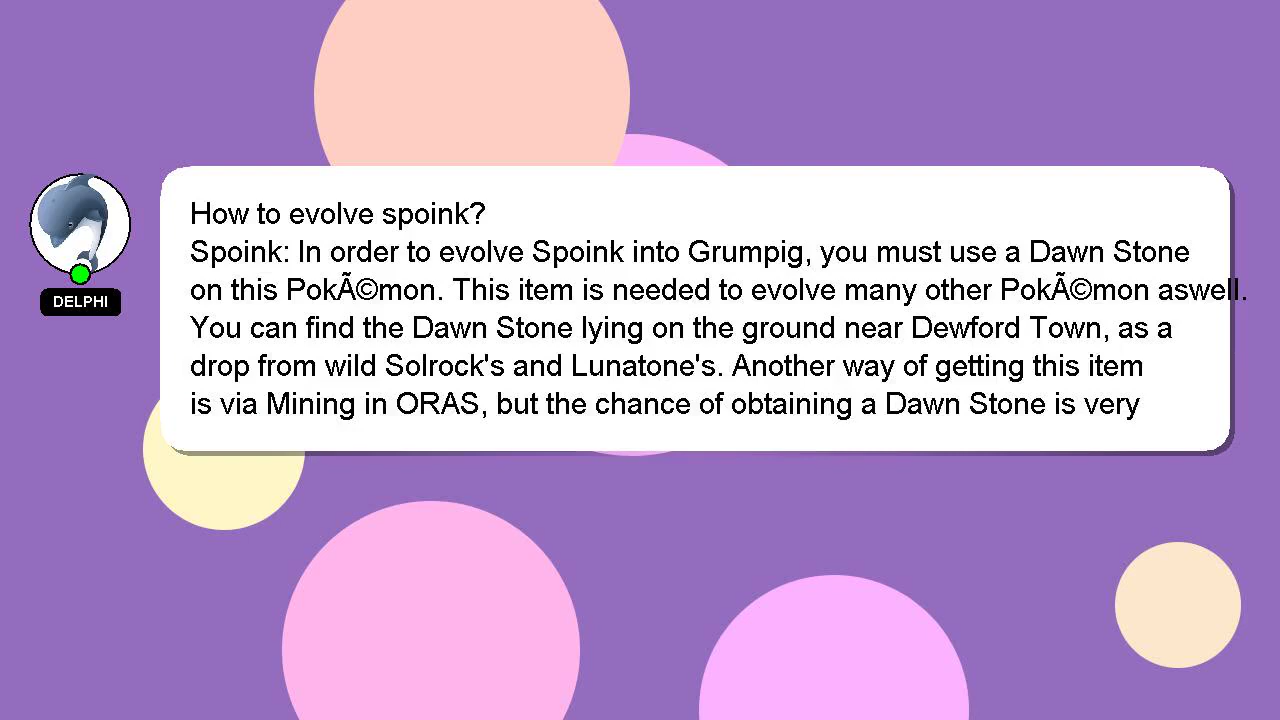 How to evolve spoink?
Spoink: In order to evolve Spoink into Grumpig, you must use a Dawn Stone
on this PokÃ©mon. This item is needed to evolve many other PokÃ©mon aswell.
You can find the Dawn Stone lying on the ground near Dewford Town, as a
drop from wild Solrock's and Lunatone's. Another way of getting this item
is via Mining in ORAS, but the chance of obtaining a Dawn Stone is very
DELPHI